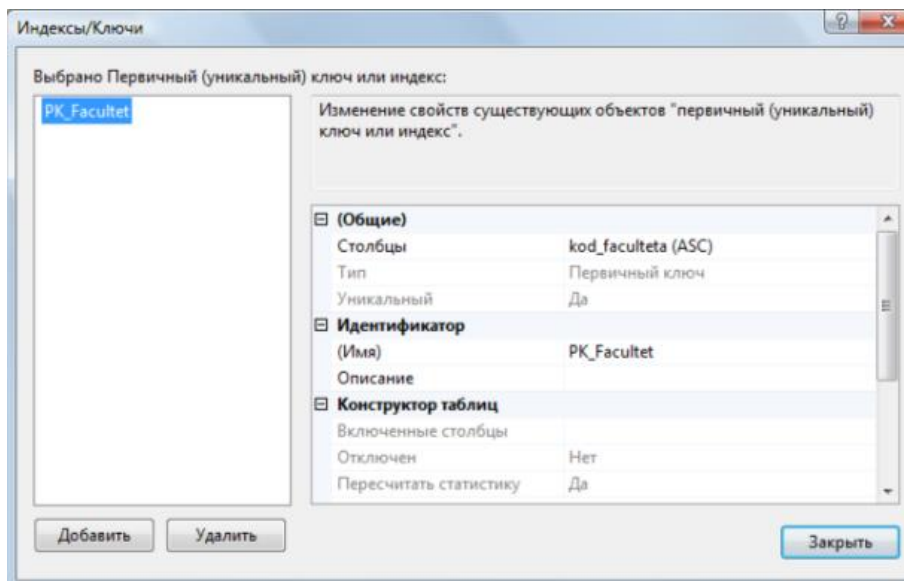 Индексы/Ключи
Выбрано Первичный (уникальный) ключ или индекс:
PK_Facultet
Изменение свойств существующих объектов "первичный (уникальный)
ключ или индекс".
(Общие)
Столбцы kod_faculteta (ASC)
Тип Первичный ключ
Уникальный Да
Идентификатор
(Имя) PK_Facultet
Описание
Конструктор таблиц
Включенные столбцы
Отключен Нет
Пересчитать статистику Да
Добавить Удалить Закрыть